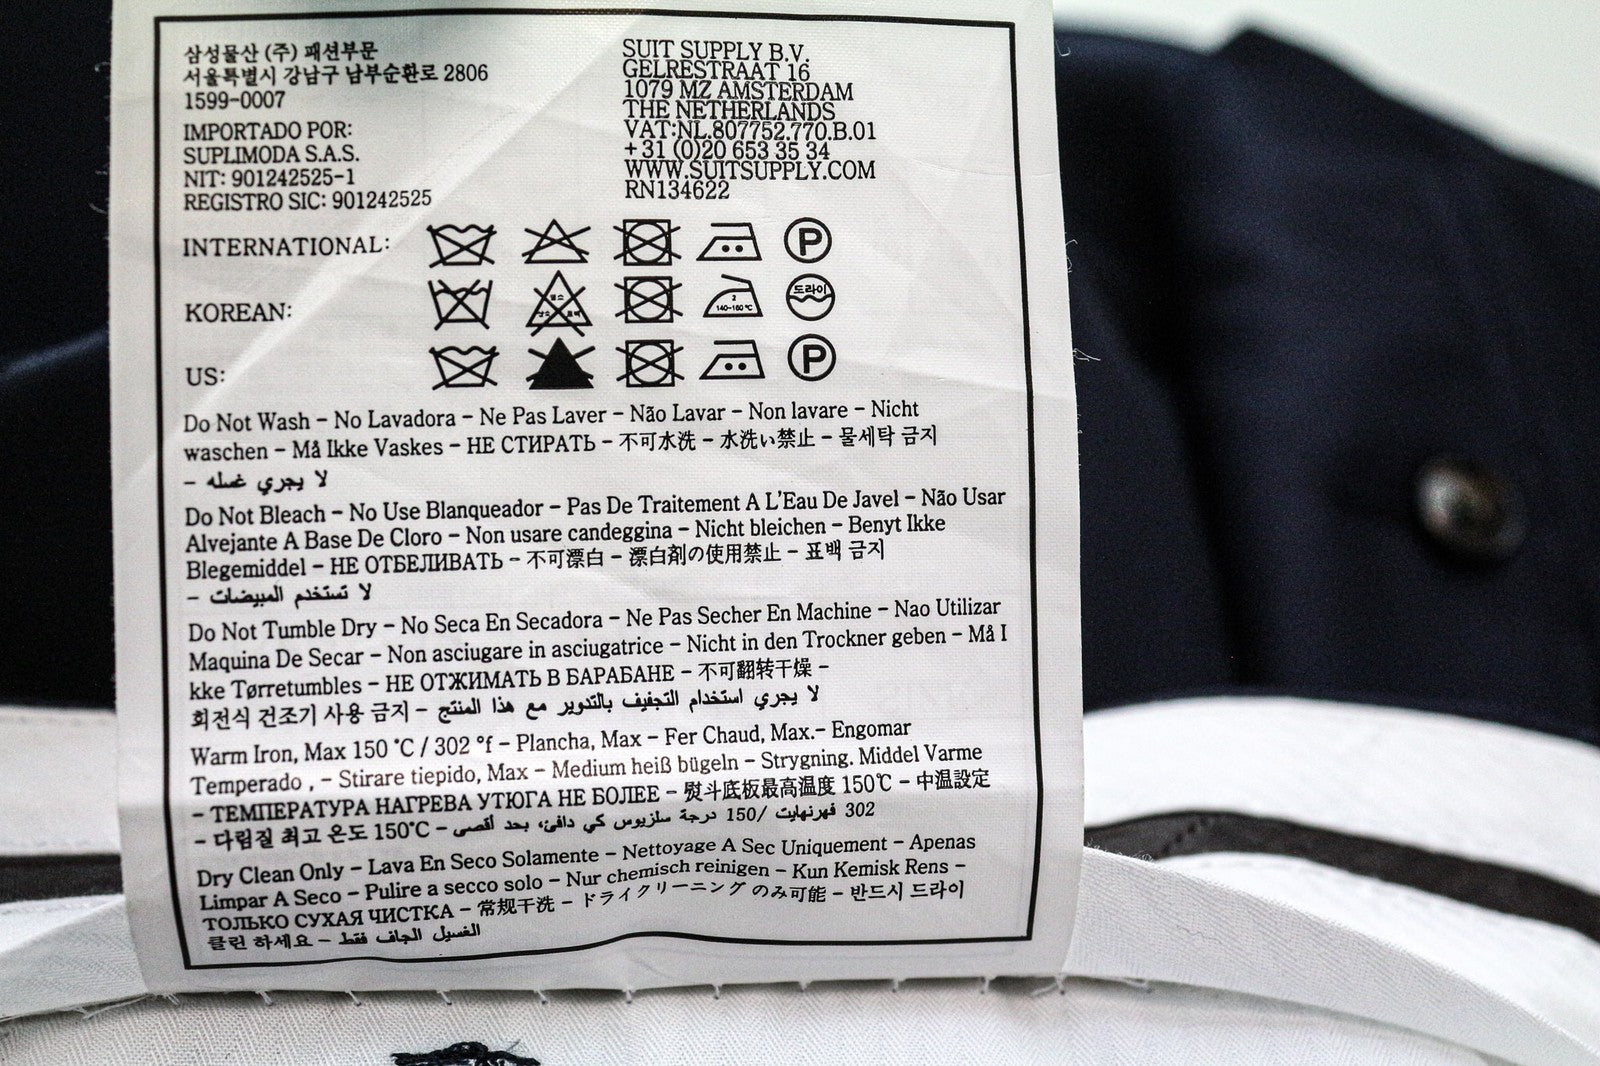 삼성물산 (주) 패션부문
서울특별시 강남구 남부순환로 2806
1599-0007
IMPORTADO POR:
SUPLIMODA S.A.S.
NIT: 901242525-1
REGISTRO SIC: 901242525
SUIT SUPPLY B.V.
GELRESTRAAT 16
1079 MZ AMSTERDAM
THE NETHERLANDS
VAT:NL.807752.770.B.01
+31 (0)20 653 35 34
WWW.SUITSUPPLY.COM
RN134622
INTERNATIONAL:
P
KOREAN:
2
140~160℃
드라이
US:
P
Do Not Wash – No Lavadora – Ne Pas Laver – Não Lavar – Non lavare – Nicht
waschen – Må Ikke Vaskes – НЕ СТИРАТЬ – 不可水洗 – 水洗い禁止 – 물세탁 금지
– لا يجري غسله
Do Not Bleach – No Use Blanqueador – Pas De Traitement A L'Eau De Javel – Não Usar
Alvejante A Base De Cloro – Non usare candeggina – Nicht bleichen – Benyt Ikke
Blegemiddel – НЕ ОТБЕЛИВАТЬ – 不可漂白 – 漂白剤の使用禁止 – 표백 금지
– لا تستخدم المبيضات
Do Not Tumble Dry – No Seca En Secadora – Ne Pas Secher En Machine – Nao Utilizar
Maquina De Secar – Non asciugare in asciugatrice – Nicht in den Trockner geben – Må I
kke Tørretumbles – НЕ ОТЖИМАТЬ В БАРАБАНЕ – 不可翻转干燥 –
회전식 건조기 사용 금지 – لا يجري استخدام التجفيف بالتدوير مع هذا المنتج
Warm Iron, Max 150 °C / 302 °f – Plancha, Max – Fer Chaud, Max.– Engomar
Temperado , – Stirare tiepido, Max – Medium heiß bügeln – Strygning. Middel Varme
– ТЕМПЕРАТУРА НАГРЕВА УТЮГА НЕ БОЛЕЕ – 熨斗底板最高温度 150℃ – 中温設定
– 다림질 최고 온도 150°C – 302 فهرنهايت /150 درجة سلزيوس كي دافئ، بحد أقصى
Dry Clean Only – Lava En Seco Solamente – Nettoyage A Sec Uniquement – Apenas
Limpar A Seco – Pulire a secco solo – Nur chemisch reinigen – Kun Kemisk Rens –
ТОЛЬКО СУХАЯ ЧИСТКА – 常规干洗 – ドライクリーニング のみ可能 – 반드시 드라이
클린 하세요 – الغسيل الجاف فقط